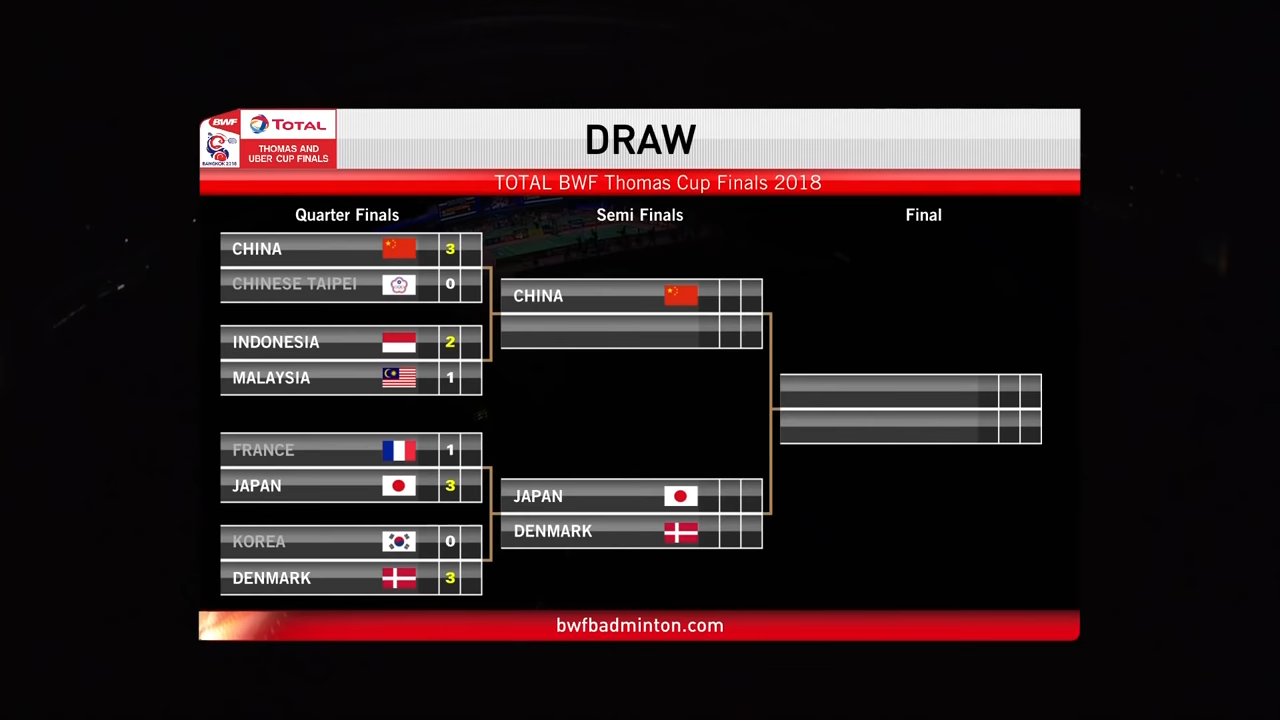 BWF
BANGKOK 2018
TOTAL
THOMAS AND
UBER CUP FINALS
DRAW
TOTAL BWF Thomas Cup Finals 2018
Quarter Finals
Semi Finals
Final
CHINA 3
CHINESE TAIPEI 0
INDONESIA 2
MALAYSIA 1
FRANCE 1
JAPAN 3
KOREA 0
DENMARK 3
CHINA
JAPAN
DENMARK
bwfbadminton.com